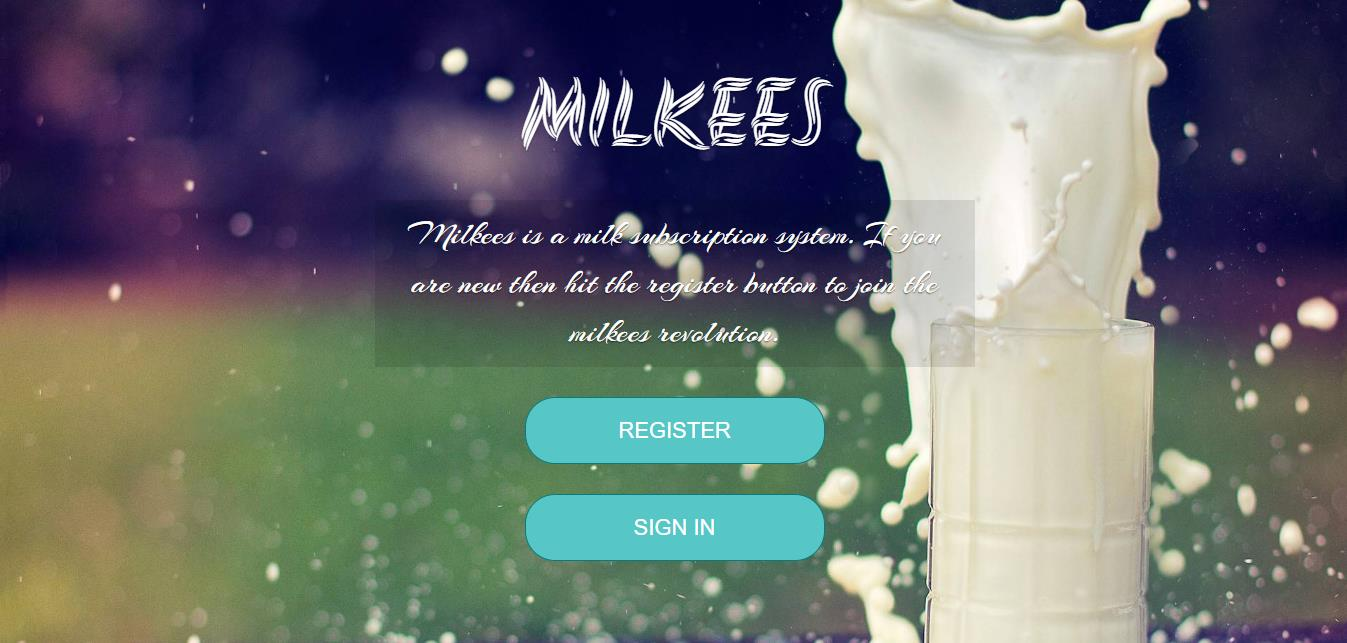 MILKEES
Milkees is a milk subscription system. If you
are new then hit the register button to join the
milkees revolution.
REGISTER
SIGN IN